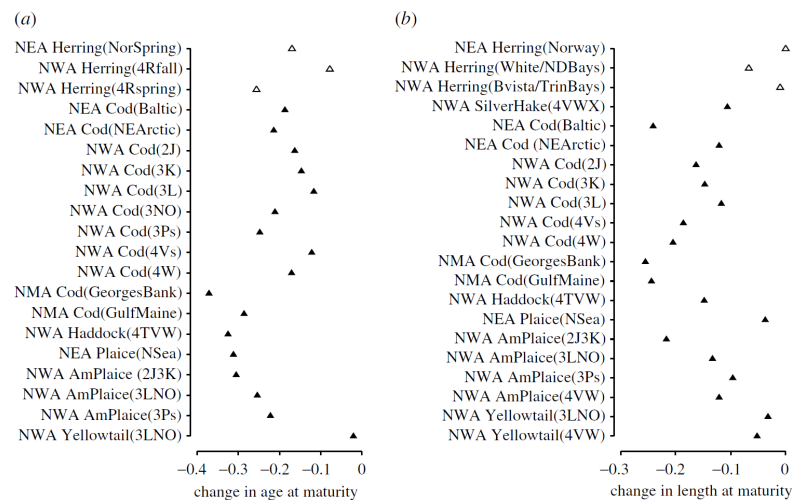 (a)
NEA Herring(NorSpring)
NWA Herring(4Rfall)
NWA Herring(4Rspring)
NEA Cod(Baltic)
NEA Cod(NEArctic)
NWA Cod(2J)
NWA Cod(3K)
NWA Cod(3L)
NWA Cod(3NO)
NWA Cod(3Ps)
NWA Cod(4Vs)
NWA Cod(4W)
NMA Cod(GeorgesBank)
NMA Cod(GulfMaine)
NWA Haddock(4TVW)
NEA Plaice(NSea)
NWA AmPlaice (2J3K)
NWA AmPlaice(3LNO)
NWA AmPlaice(3Ps)
NWA Yellowtail(3LNO)
−0.4 −0.3 −0.2 −0.1 0
change in age at maturity
(b)
NEA Herring(Norway)
NWA Herring(White/NDBays)
NWA Herring(Bvista/TrinBays)
NWA SilverHake(4VWX)
NEA Cod(Baltic)
NEA Cod (NEArctic)
NWA Cod(2J)
NWA Cod(3K)
NWA Cod(3L)
NWA Cod(4Vs)
NWA Cod(4W)
NMA Cod(GeorgesBank)
NMA Cod(GulfMaine)
NWA Haddock(4TVW)
NEA Plaice(NSea)
NWA AmPlaice(2J3K)
NWA AmPlaice(3LNO)
NWA AmPlaice(3Ps)
NWA AmPlaice(4VW)
NWA Yellowtail(3LNO)
NWA Yellowtail(4VW)
−0.3 −0.2 −0.1 0
change in length at maturity